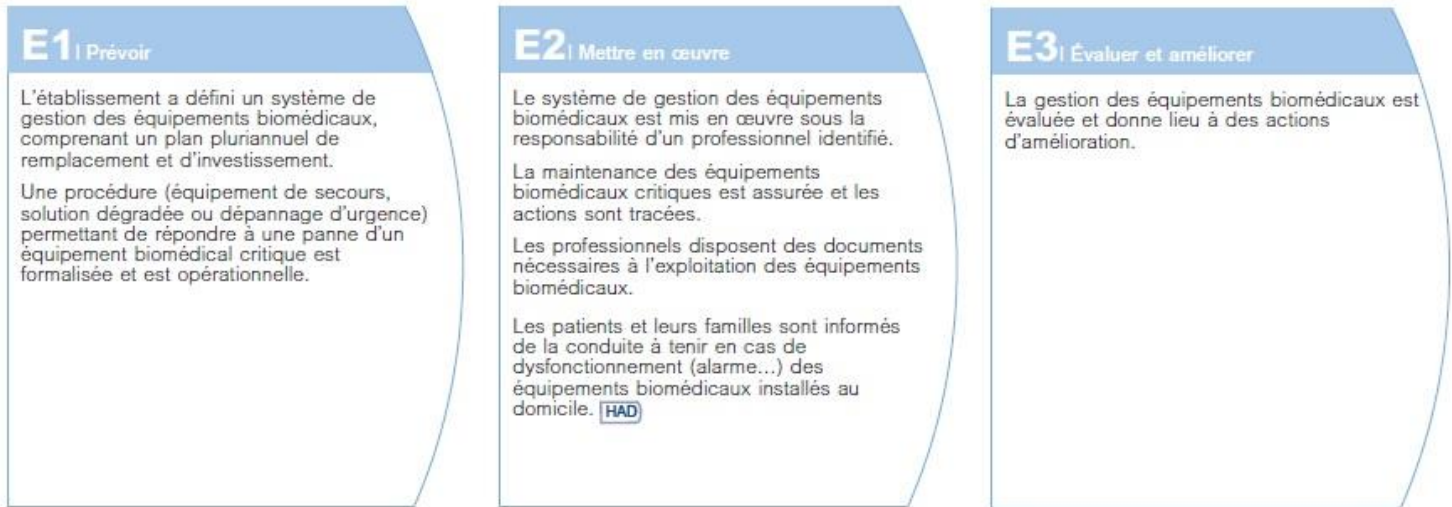 E1 | Prévoir
L'établissement a défini un système de
gestion des équipements biomédicaux,
comprenant un plan pluriannuel de
remplacement et d'investissement.
Une procédure (équipement de secours,
solution dégradée ou dépannage d'urgence)
permettant de répondre à une panne d'un
équipement biomédical critique est
formalisée et est opérationnelle.
E2 | Mettre en œuvre
Le système de gestion des équipements
biomédicaux est mis en œuvre sous la
responsabilité d'un professionnel identifié.
La maintenance des équipements
biomédicaux critiques est assurée et les
actions sont tracées.
Les professionnels disposent des documents
nécessaires à l'exploitation des équipements
biomédicaux.
Les patients et leurs familles sont informés
de la conduite à tenir en cas de
dysfonctionnement (alarme...) des
équipements biomédicaux installés au
domicile. HAD
E3 | Évaluer et améliorer
La gestion des équipements biomédicaux est
évaluée et donne lieu à des actions
d'amélioration.